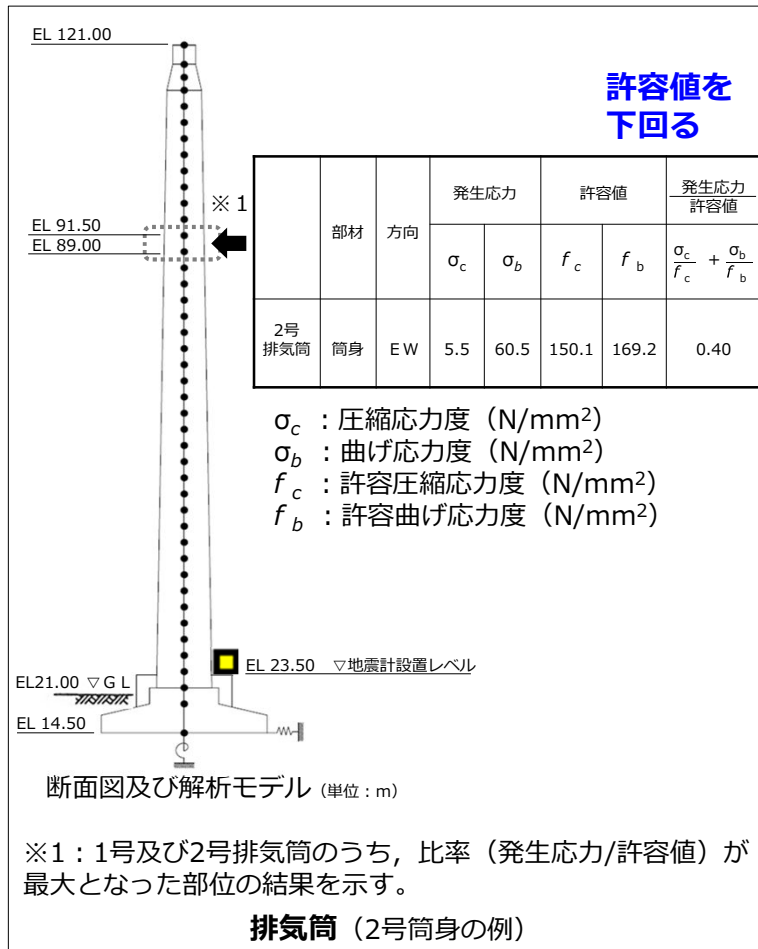 EL 121.00
許容値を
下回る
※1
EL 91.50
EL 89.00
部材 方向 発生応力 許容値 発生応力/許容値
σc σb fc fb σc/fc + σb/fb
2号
排気筒 筒身 EW 5.5 60.5 150.1 169.2 0.40
σc：圧縮応力度（N/mm²）
σb：曲げ応力度（N/mm²）
fc：許容圧縮応力度（N/mm²）
fb：許容曲げ応力度（N/mm²）
EL 23.50 ▽地震計設置レベル
EL21.00 ▽GL
EL 14.50
断面図及び解析モデル（単位：m）
※1：1号及び2号排気筒のうち，比率（発生応力/許容値）が
最大となった部位の結果を示す。
排気筒（2号筒身の例）